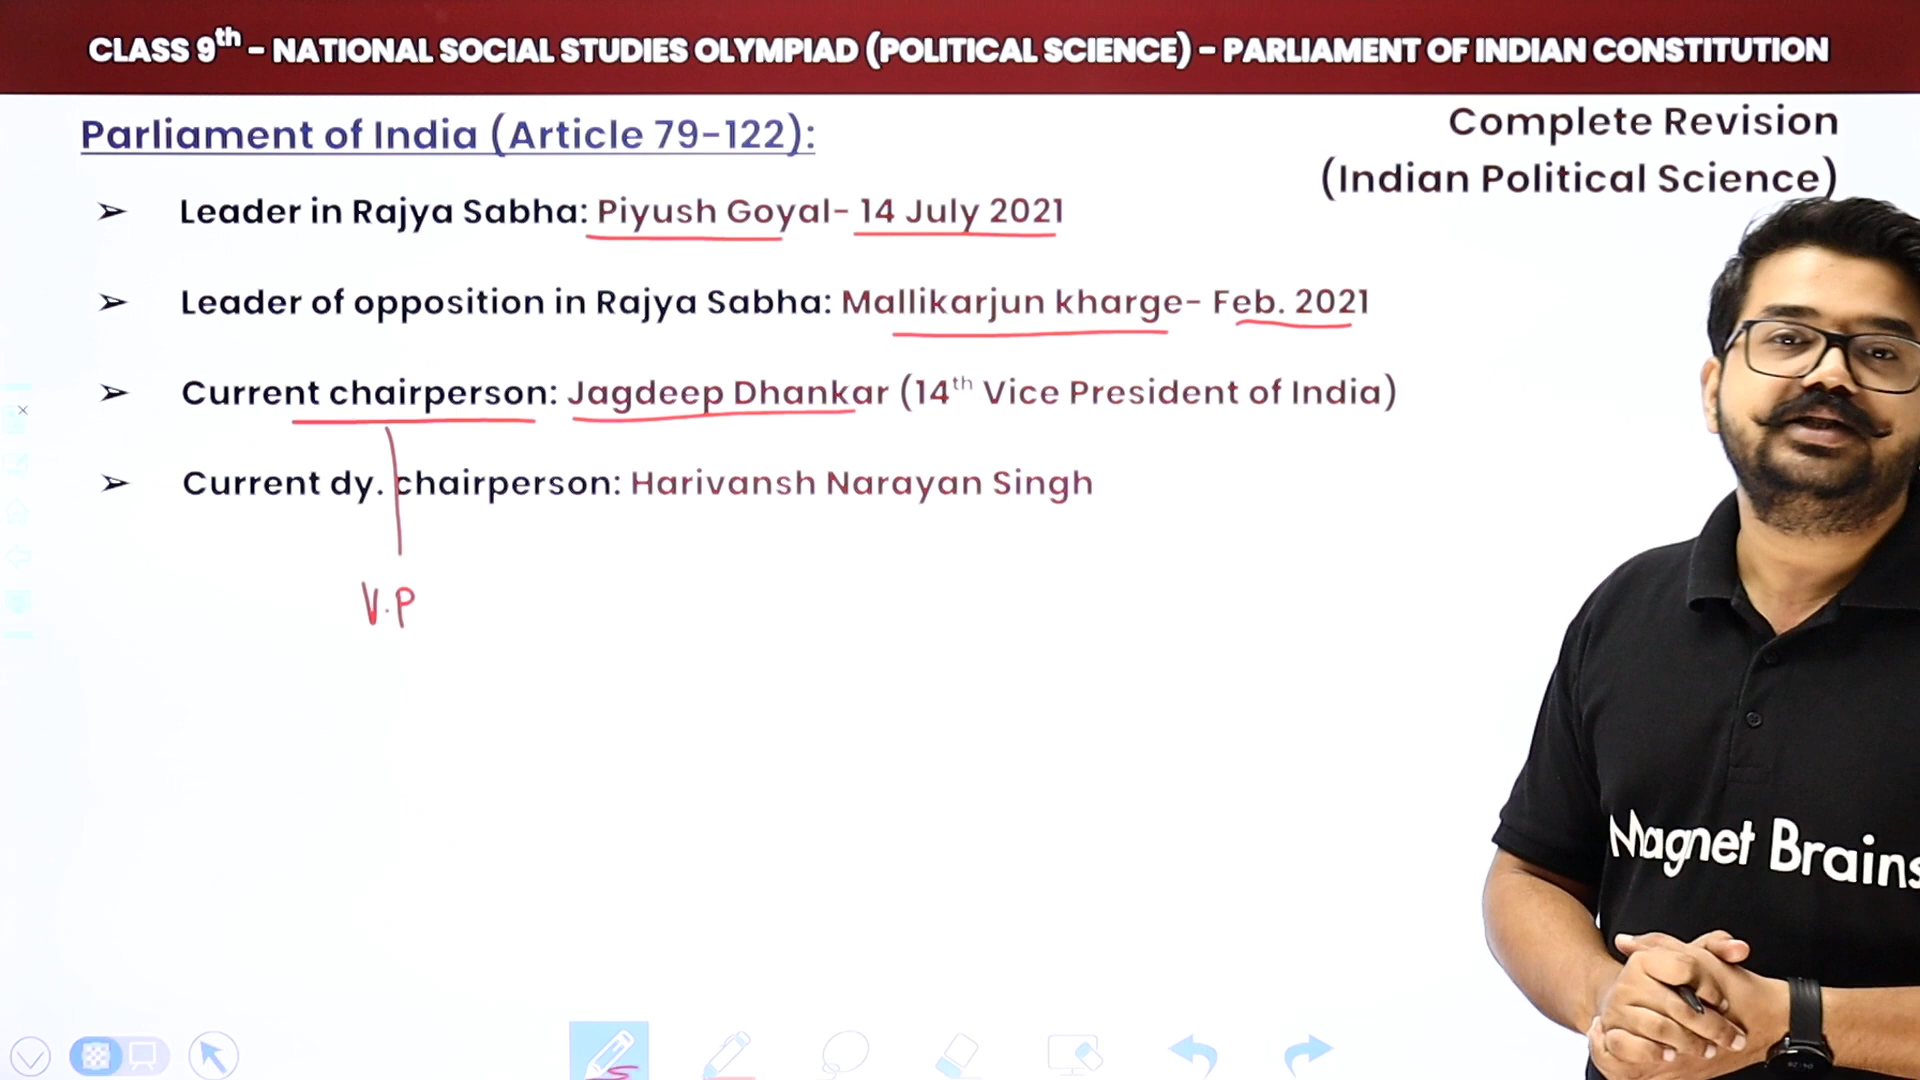 CLASS 9th – NATIONAL SOCIAL STUDIES OLYMPIAD (POLITICAL SCIENCE) – PARLIAMENT OF INDIAN CONSTITUTION
Parliament of India (Article 79-122):
Complete Revision
(Indian Political Science)
➢ Leader in Rajya Sabha: Piyush Goyal- 14 July 2021
➢ Leader of opposition in Rajya Sabha: Mallikarjun kharge- Feb. 2021
➢ Current chairperson: Jagdeep Dhankar (14th Vice President of India)
➢ Current dy. chairperson: Harivansh Narayan Singh
V.P
Magnet Brains